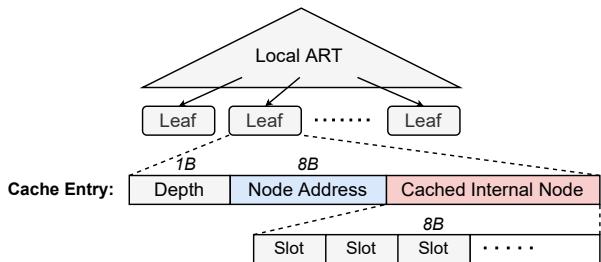 Local ART
Leaf Leaf ······· Leaf
1B 8B
Cache Entry: Depth Node Address Cached Internal Node
8B
Slot Slot Slot ·····